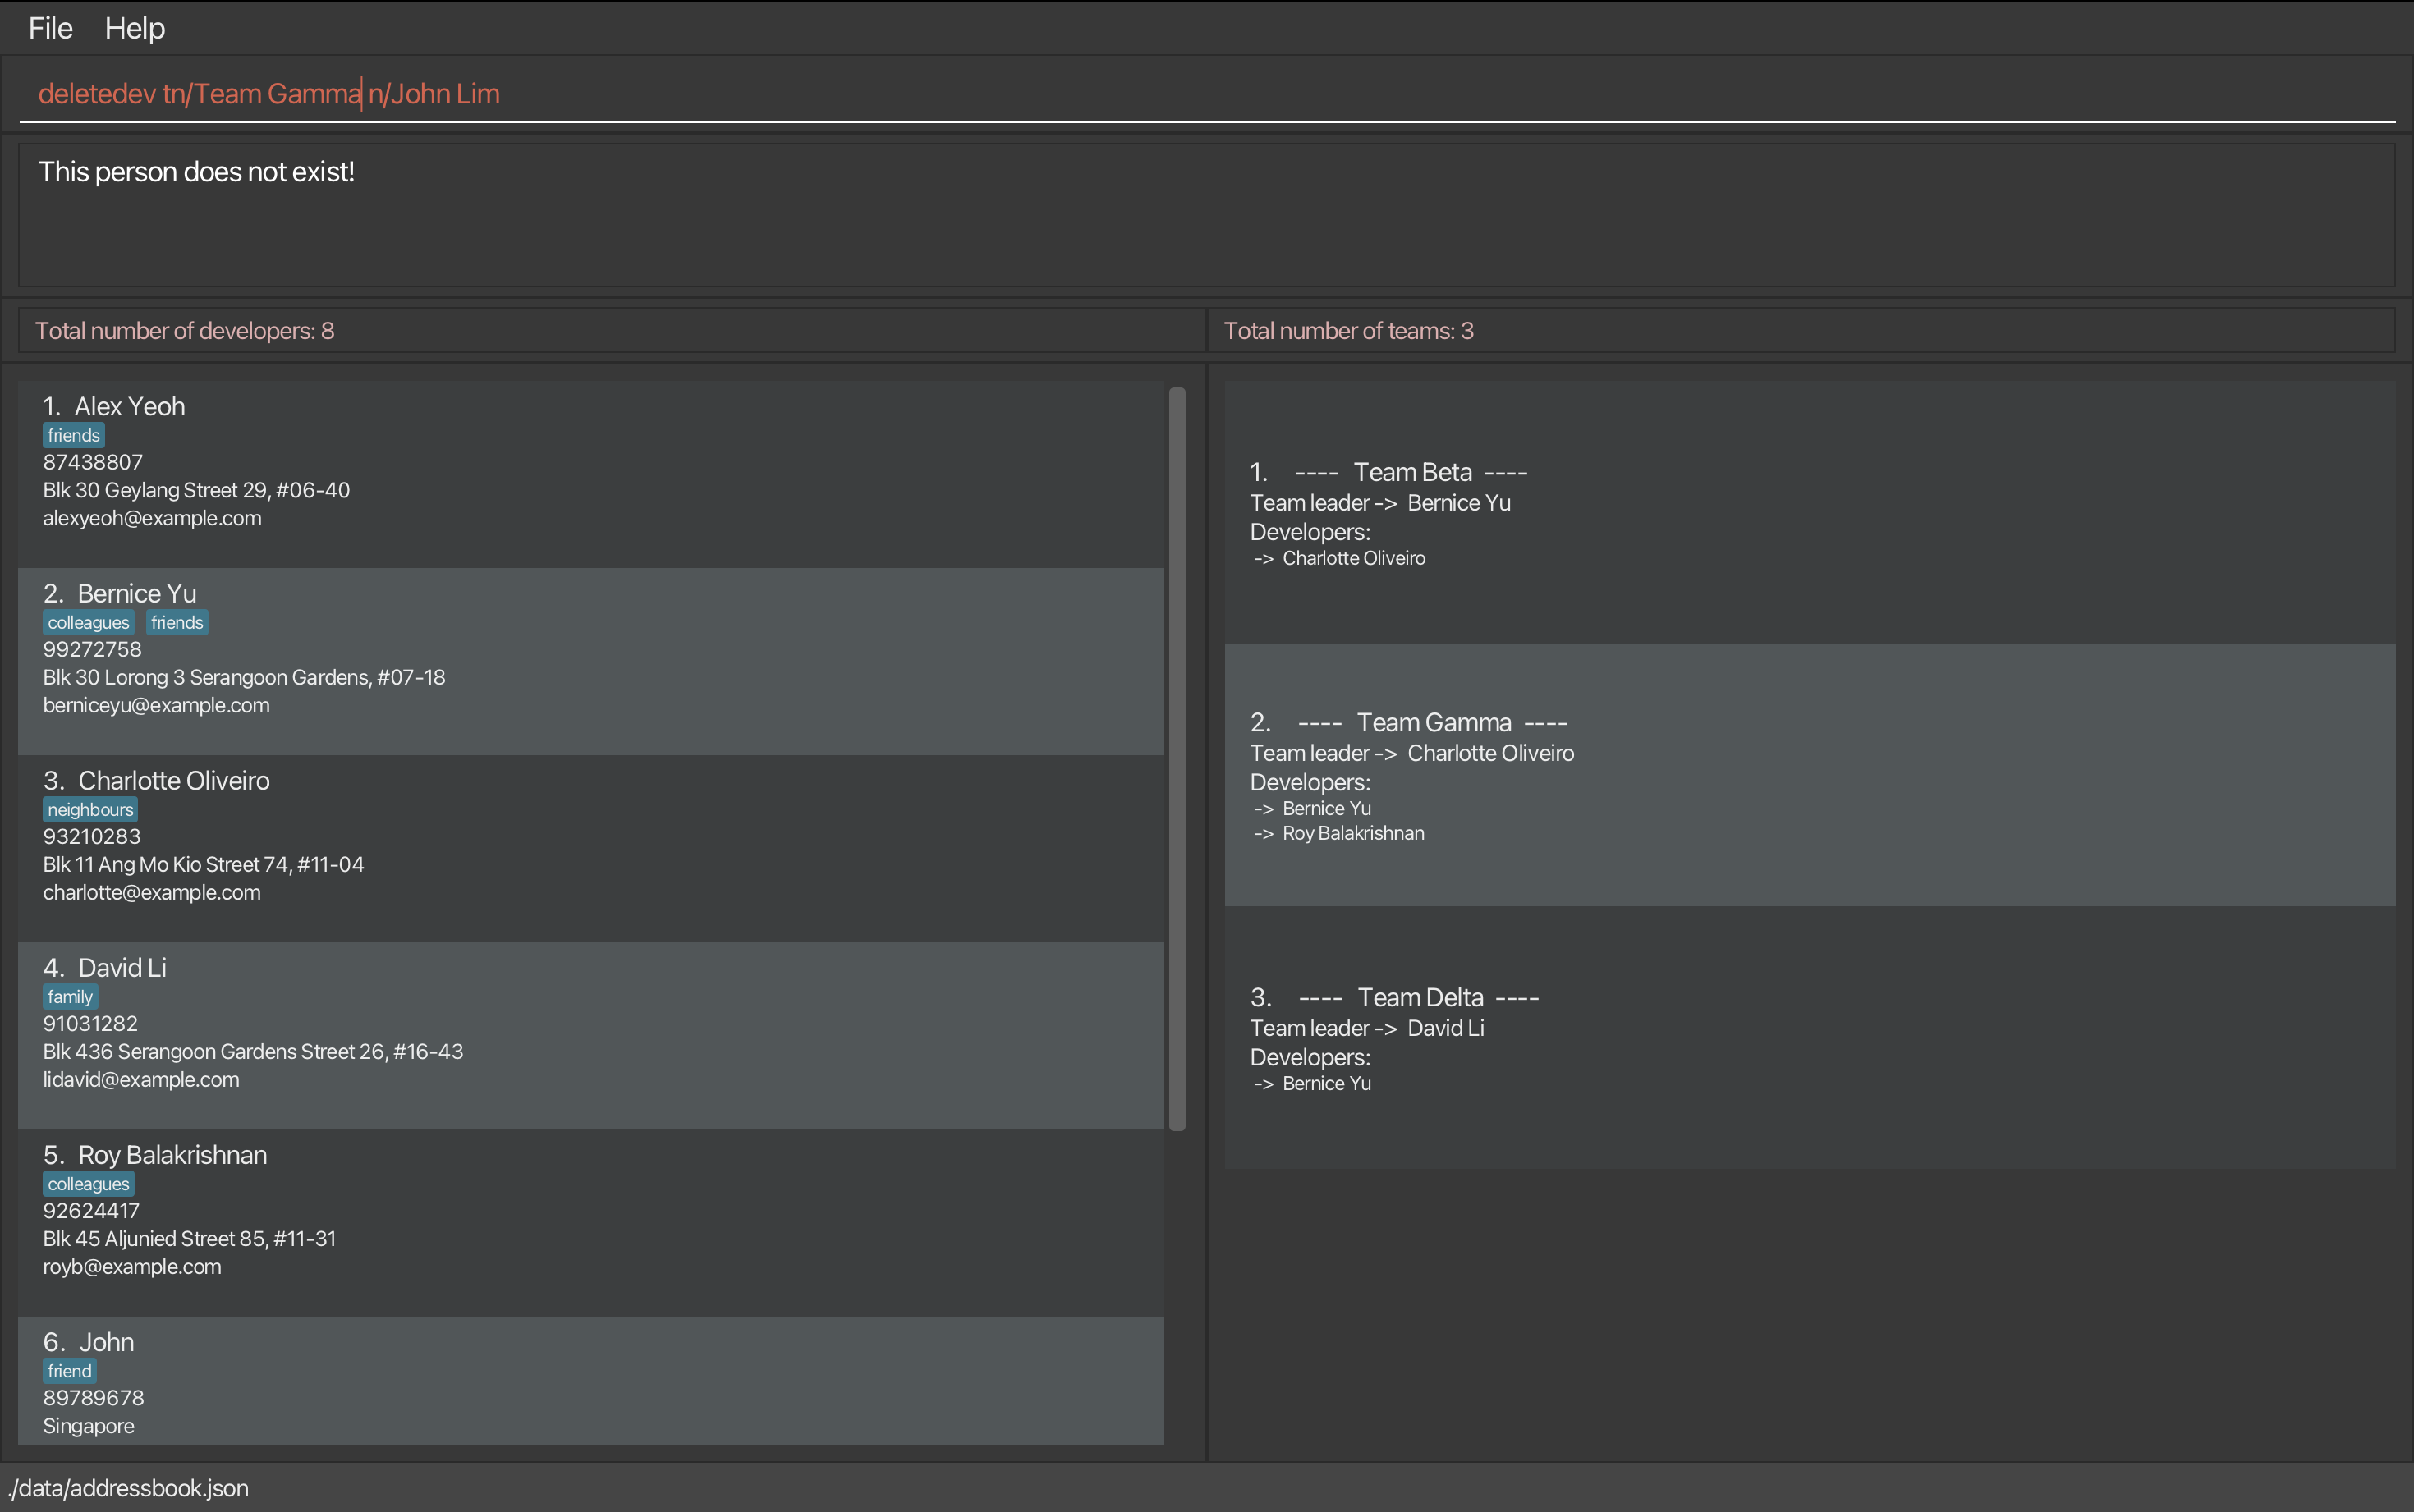 File Help
deletedev tn/Team Gamma n/John Lim
This person does not exist!
Total number of developers: 8
Total number of teams: 3
1. Alex Yeoh
friends
87438807
Blk 30 Geylang Street 29, #06-40
alexyeoh@example.com
2. Bernice Yu
colleagues friends
99272758
Blk 30 Lorong 3 Serangoon Gardens, #07-18
berniceyu@example.com
3. Charlotte Oliveiro
neighbours
93210283
Blk 11 Ang Mo Kio Street 74, #11-04
charlotte@example.com
4. David Li
family
91031282
Blk 436 Serangoon Gardens Street 26, #16-43
lidavid@example.com
5. Roy Balakrishnan
colleagues
92624417
Blk 45 Aljunied Street 85, #11-31
royb@example.com
6. John
friend
89789678
Singapore
1. ---- Team Beta ----
Team leader -> Bernice Yu
Developers:
-> Charlotte Oliveiro
2. ---- Team Gamma ----
Team leader -> Charlotte Oliveiro
Developers:
-> Bernice Yu
-> Roy Balakrishnan
3. ---- Team Delta ----
Team leader -> David Li
Developers:
-> Bernice Yu
./data/addressbook.json